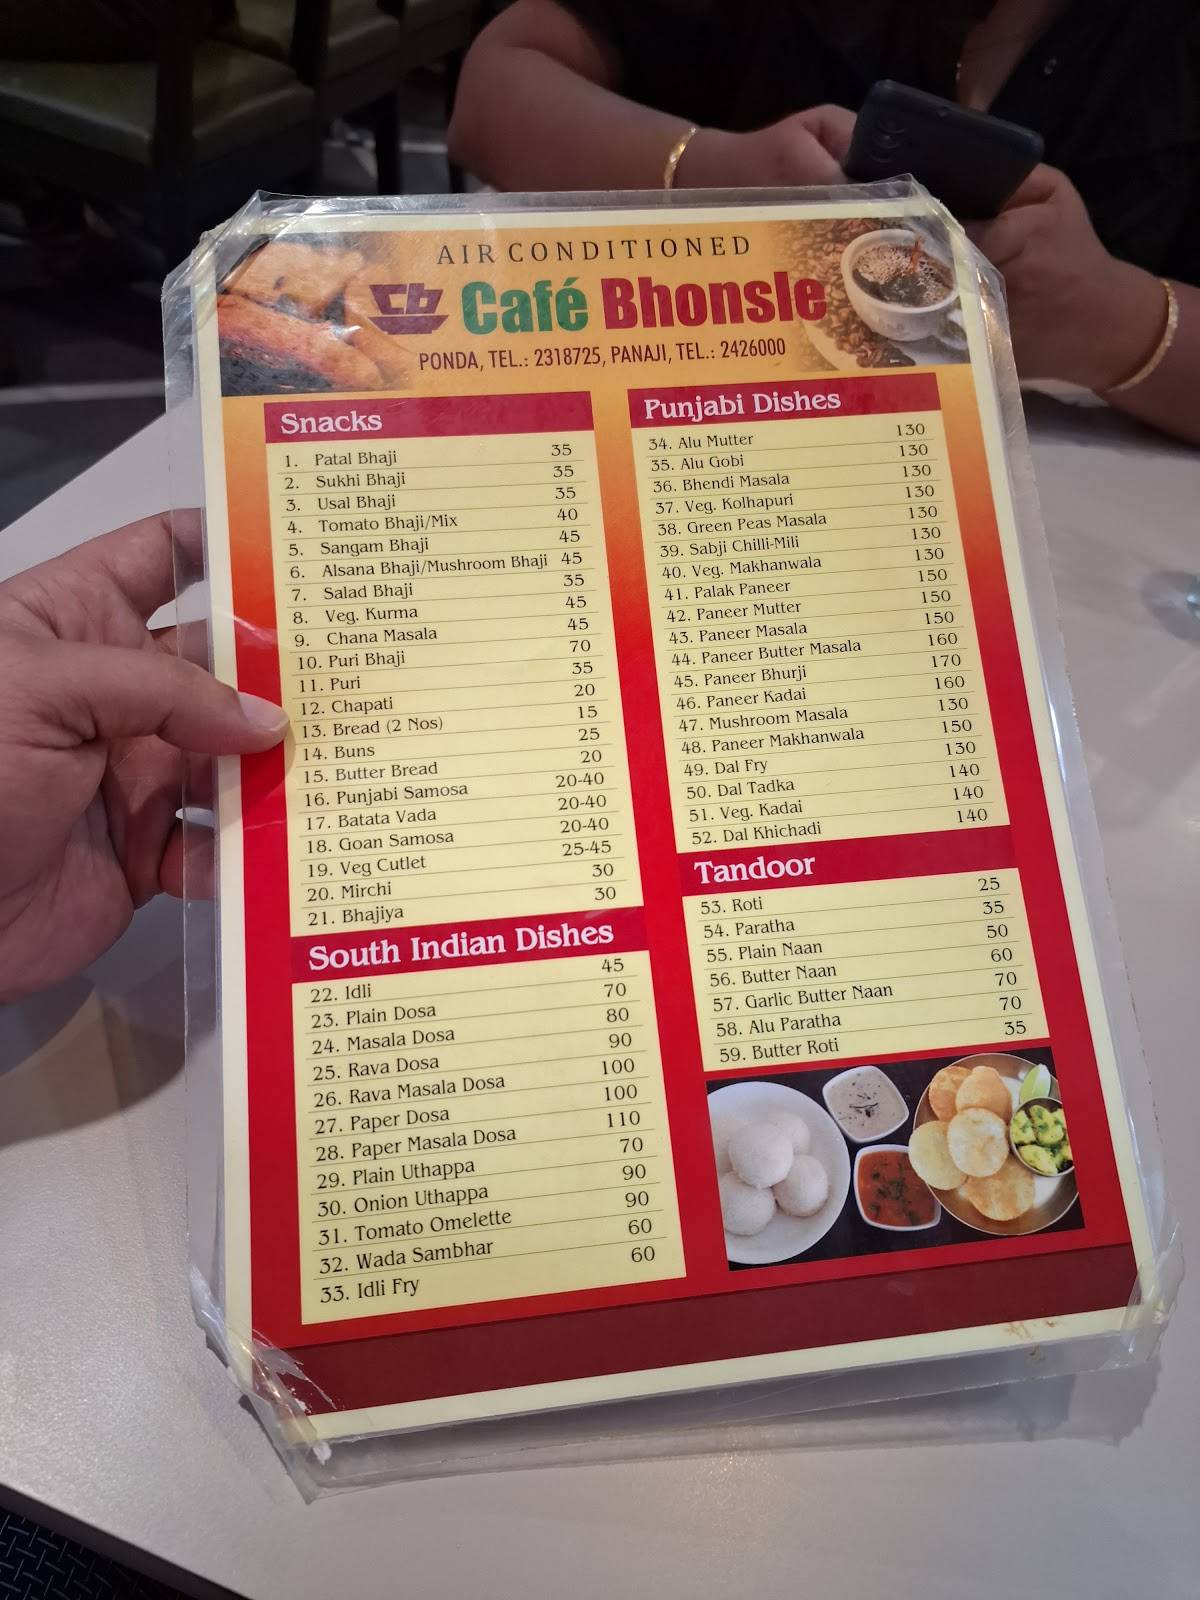 AIR CONDITIONED
cb Café Bhonsle
PONDA, TEL.: 2318725, PANAJI, TEL.: 2426000
Snacks
1. Patal Bhaji 35
2. Sukhi Bhaji 35
3. Usal Bhaji 35
4. Tomato Bhaji/Mix 40
5. Sangam Bhaji 45
6. Alsana Bhaji/Mushroom Bhaji 45
7. Salad Bhaji 35
8. Veg. Kurma 45
9. Chana Masala 45
10. Puri Bhaji 70
11. Puri 35
12. Chapati 20
13. Bread (2 Nos) 15
14. Buns 25
15. Butter Bread 20
16. Punjabi Samosa 20-40
17. Batata Vada 20-40
18. Goan Samosa 20-40
19. Veg Cutlet 25-45
20. Mirchi 30
21. Bhajiya 30
South Indian Dishes
22. Idli 45
23. Plain Dosa 70
24. Masala Dosa 80
25. Rava Dosa 90
26. Rava Masala Dosa 100
27. Paper Dosa 100
28. Paper Masala Dosa 110
29. Plain Uthappa 70
30. Onion Uthappa 90
31. Tomato Omelette 90
32. Wada Sambhar 60
33. Idli Fry 60
Punjabi Dishes
34. Alu Mutter 130
35. Alu Gobi 130
36. Bhendi Masala 130
37. Veg. Kolhapuri 130
38. Green Peas Masala 130
39. Sabji Chilli-Mili 130
40. Veg. Makhanwala 130
41. Palak Paneer 150
42. Paneer Mutter 150
43. Paneer Masala 150
44. Paneer Butter Masala 160
45. Paneer Bhurji 170
46. Paneer Kadai 160
47. Mushroom Masala 130
48. Paneer Makhanwala 150
49. Dal Fry 130
50. Dal Tadka 140
51. Veg. Kadai 140
52. Dal Khichadi 140
Tandoor
53. Roti 25
54. Paratha 35
55. Plain Naan 50
56. Butter Naan 60
57. Garlic Butter Naan 70
58. Alu Paratha 70
59. Butter Roti 35